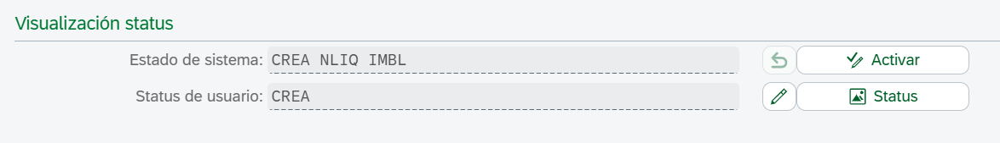 Visualización status
Estado de sistema: CREA NLIQ IMBL Activar
Status de usuario: CREA Status